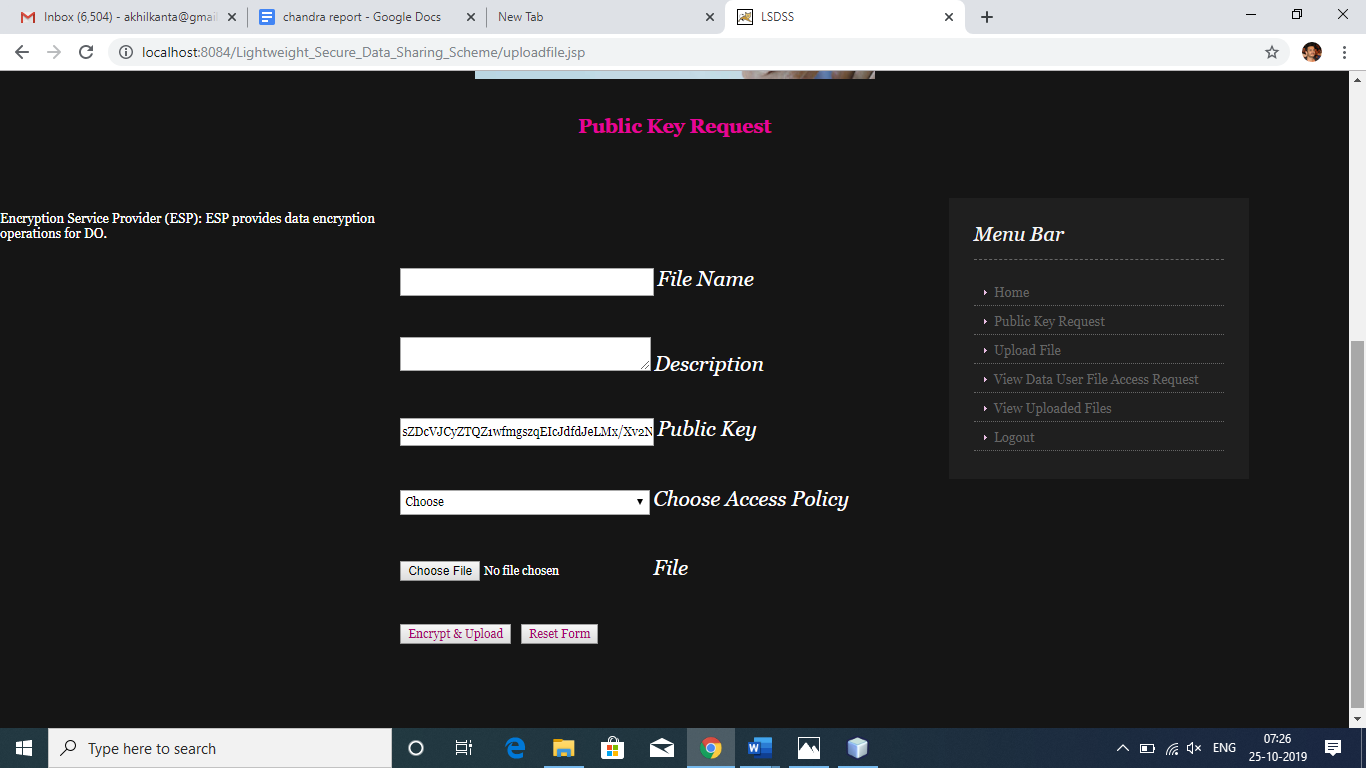 Inbox (6,504) - akhilkanta@gmai
chandra report - Google Docs
New Tab
LSDSS
localhost:8084/Lightweight_Secure_Data_Sharing_Scheme/uploadfile.jsp
Public Key Request
Encryption Service Provider (ESP): ESP provides data encryption
operations for DO.
File Name
Description
sZDcVJCyZTQZ1wfmgszqEIcJdfdJeLMx/Xv2N Public Key
Choose Choose Access Policy
Choose File No file chosen File
Encrypt & Upload Reset Form
Menu Bar
Home
Public Key Request
Upload File
View Data User File Access Request
View Uploaded Files
Logout
Type here to search
ENG
07:26
25-10-2019